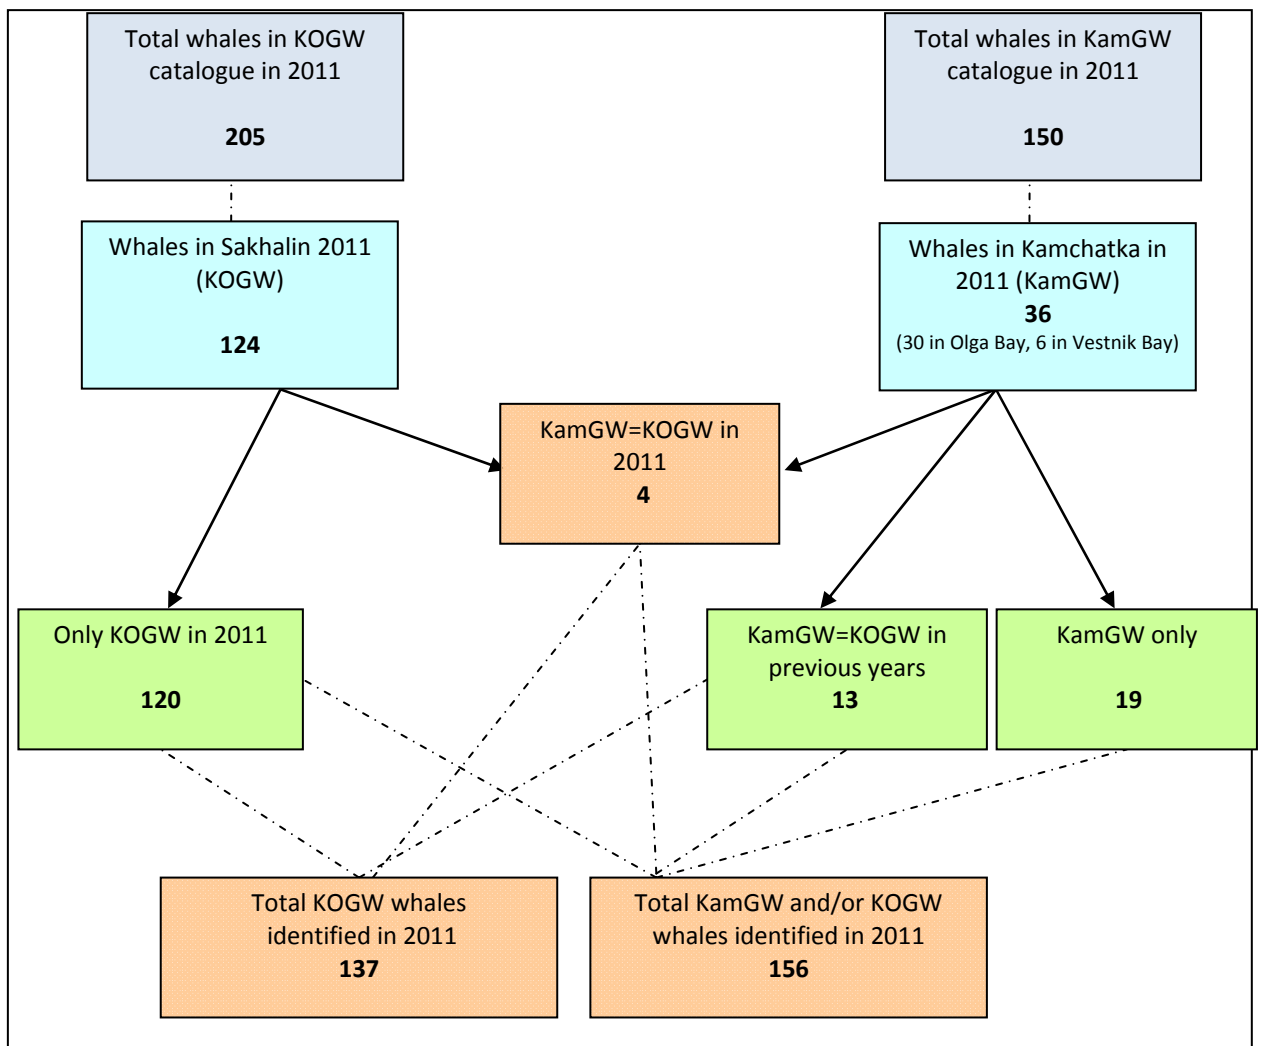 Total whales in KOGW
catalogue in 2011
205
Total whales in KamGW
catalogue in 2011
150
Whales in Sakhalin 2011
(KOGW)
124
Whales in Kamchatka in
2011 (KamGW)
36
(30 in Olga Bay, 6 in Vestnik Bay)
KamGW=KOGW in
2011
4
Only KOGW in 2011
120
KamGW=KOGW in
previous years
13
KamGW only
19
Total KOGW whales
identified in 2011
137
Total KamGW and/or KOGW
whales identified in 2011
156